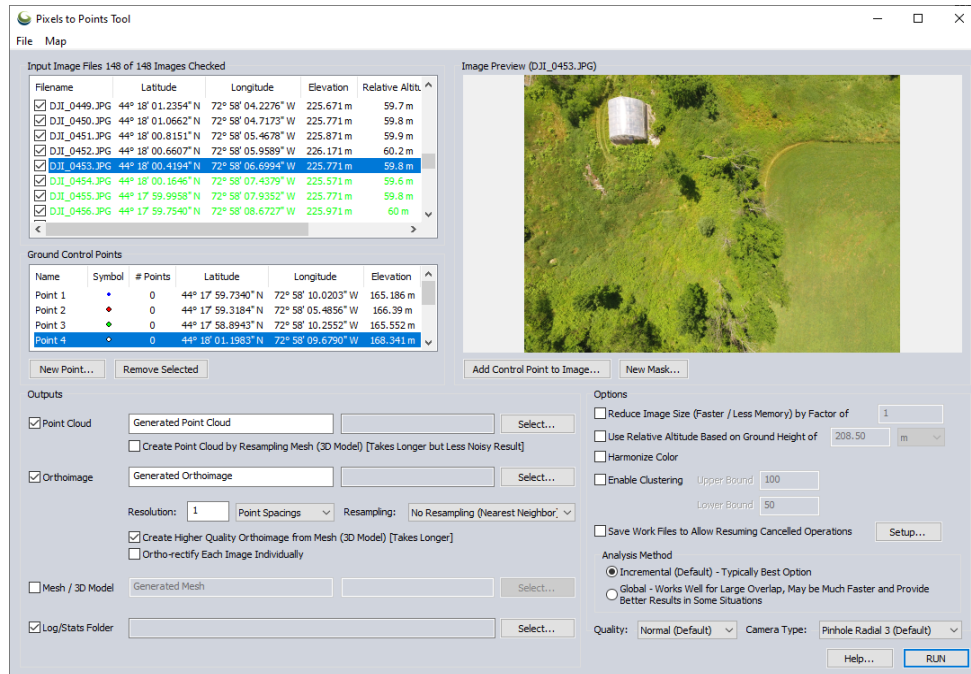 Pixels to Points Tool
File Map
Input Image Files 148 of 148 Images Checked
Filename Latitude Longitude Elevation Relative Altitu
DJI_0449.JPG 44° 18' 01.2354" N 72° 58' 04.2276" W 225.671 m 59.7 m
DJI_0450.JPG 44° 18' 01.0662" N 72° 58' 04.7173" W 225.771 m 59.8 m
DJI_0451.JPG 44° 18' 00.8151" N 72° 58' 05.4678" W 225.871 m 59.9 m
DJI_0452.JPG 44° 18' 00.6607" N 72° 58' 05.9589" W 226.171 m 60.2 m
DJI_0453.JPG 44° 18' 00.4194" N 72° 58' 06.6994" W 225.771 m 59.8 m
DJI_0454.JPG 44° 18' 00.1646" N 72° 58' 07.4379" W 225.571 m 59.6 m
DJI_0455.JPG 44° 17' 59.9958" N 72° 58' 07.9352" W 225.771 m 59.8 m
DJI_0456.JPG 44° 17' 59.7540" N 72° 58' 08.6727" W 225.971 m 60 m
Image Preview (DJI_0453.JPG)
Ground Control Points
Name Symbol # Points Latitude Longitude Elevation
Point 1 0 44° 17' 59.7340" N 72° 58' 10.0203" W 165.186 m
Point 2 0 44° 17' 59.3184" N 72° 58' 05.4856" W 166.39 m
Point 3 0 44° 17' 58.8943" N 72° 58' 10.2552" W 165.552 m
Point 4 0 44° 18' 01.1983" N 72° 58' 09.6790" W 168.341 m
New Point... Remove Selected
Add Control Point to Image... New Mask...
Outputs
Point Cloud Generated Point Cloud Select...
Create Point Cloud by Resampling Mesh (3D Model) [Takes Longer but Less Noisy Result]
Orthoimage Generated Orthoimage Select...
Resolution: 1 Point Spacings Resampling: No Resampling (Nearest Neighbor)
Create Higher Quality Orthoimage from Mesh (3D Model) [Takes Longer]
Ortho-rectify Each Image Individually
Mesh / 3D Model Generated Mesh Select...
Log/Stats Folder Select...
Options
Reduce Image Size (Faster / Less Memory) by Factor of 1
Use Relative Altitude Based on Ground Height of 208.50 m
Harmonize Color
Enable Clustering Upper Bound 100
Lower Bound 50
Save Work Files to Allow Resuming Cancelled Operations Setup...
Analysis Method
Incremental (Default) - Typically Best Option
Global - Works Well for Large Overlap, May be Much Faster and Provide
Better Results in Some Situations
Quality: Normal (Default) Camera Type: Pinhole Radial 3 (Default)
Help... RUN